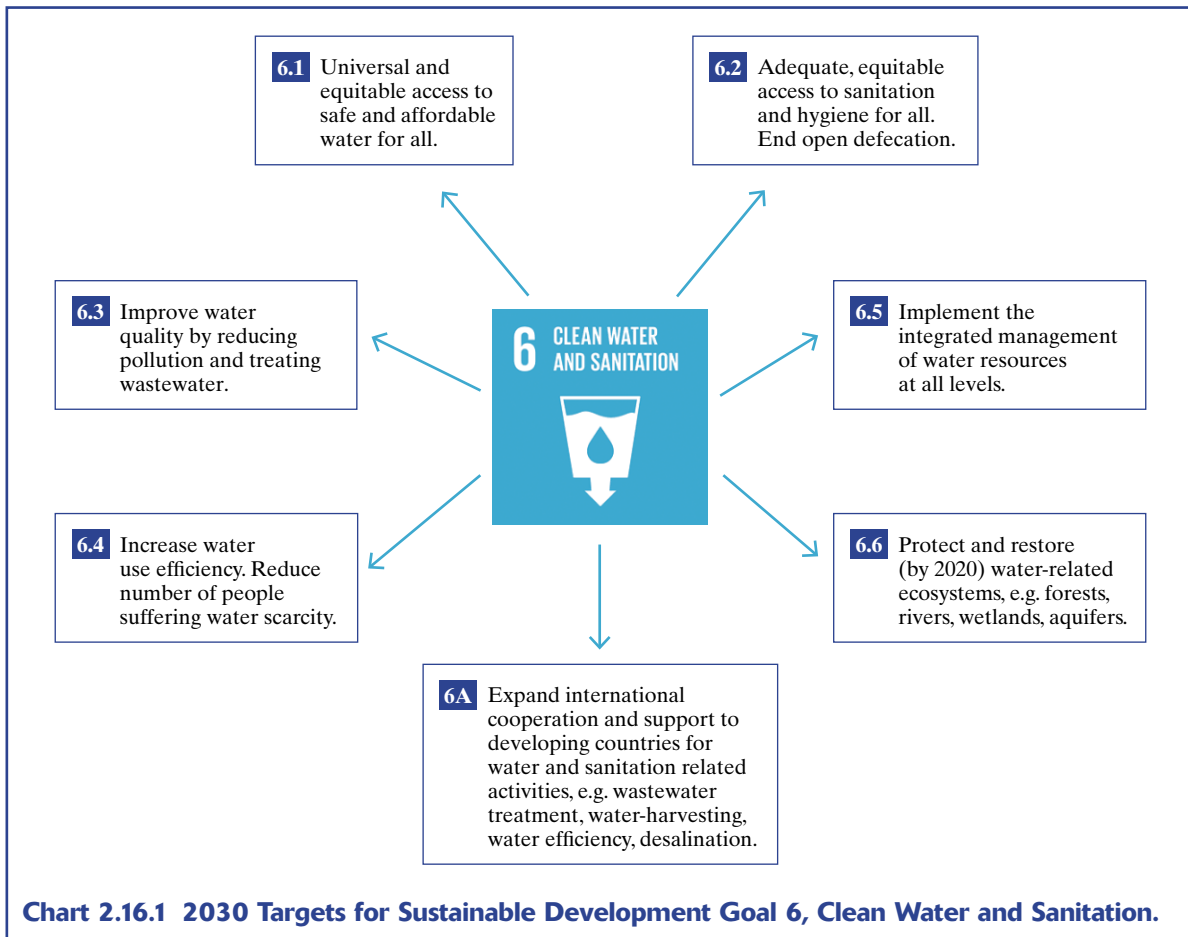 6.1 Universal and
equitable access to
safe and affordable
water for all.
6.2 Adequate, equitable
access to sanitation
and hygiene for all.
End open defecation.
6.3 Improve water
quality by reducing
pollution and treating
wastewater.
6 CLEAN WATER
AND SANITATION
6.5 Implement the
integrated management
of water resources
at all levels.
6.4 Increase water
use efficiency. Reduce
number of people
suffering water scarcity.
6.6 Protect and restore
(by 2020) water-related
ecosystems, e.g. forests,
rivers, wetlands, aquifers.
6A Expand international
cooperation and support to
developing countries for
water and sanitation related
activities, e.g. wastewater
treatment, water-harvesting,
water efficiency, desalination.
Chart 2.16.1 2030 Targets for Sustainable Development Goal 6, Clean Water and Sanitation.